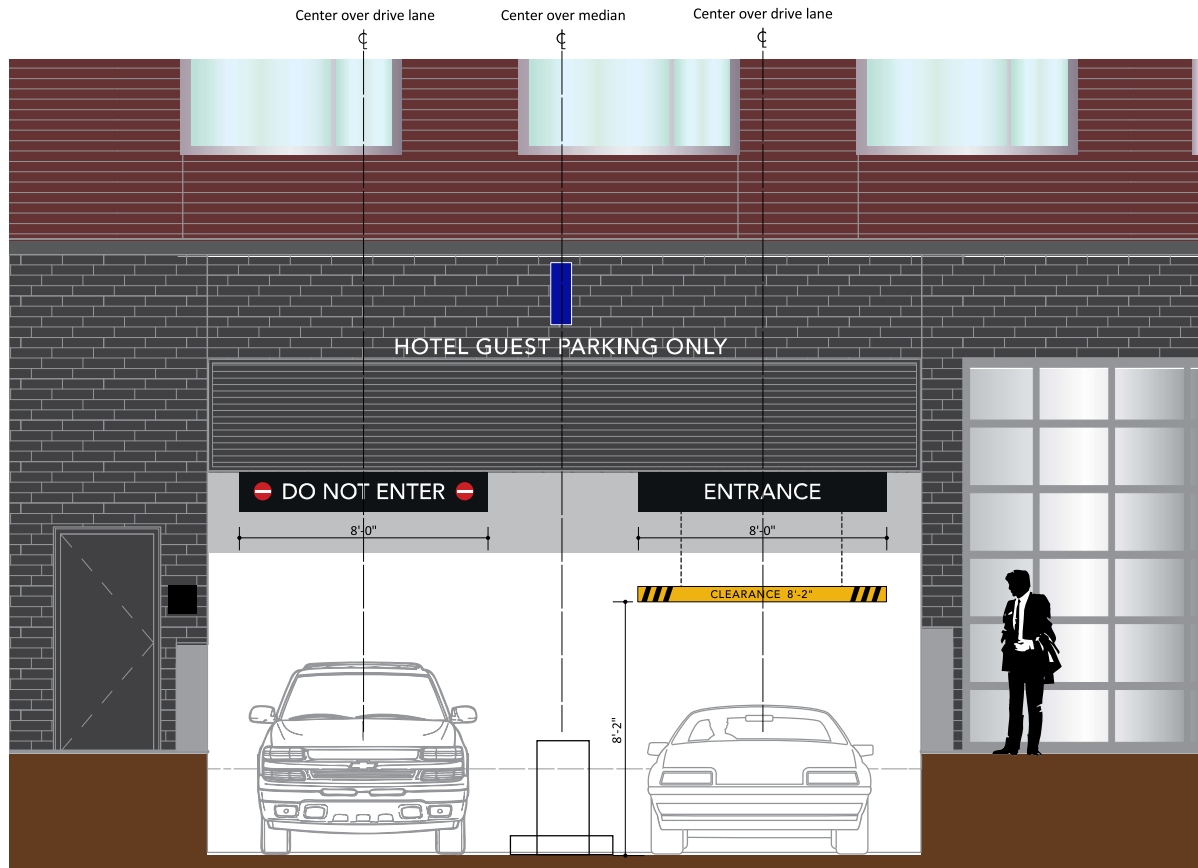 Center over drive lane
Center over median
Center over drive lane
℄
℄
℄
HOTEL GUEST PARKING ONLY
DO NOT ENTER
ENTRANCE
8'-0"
8'-0"
CLEARANCE 8'-2"
8'-2"